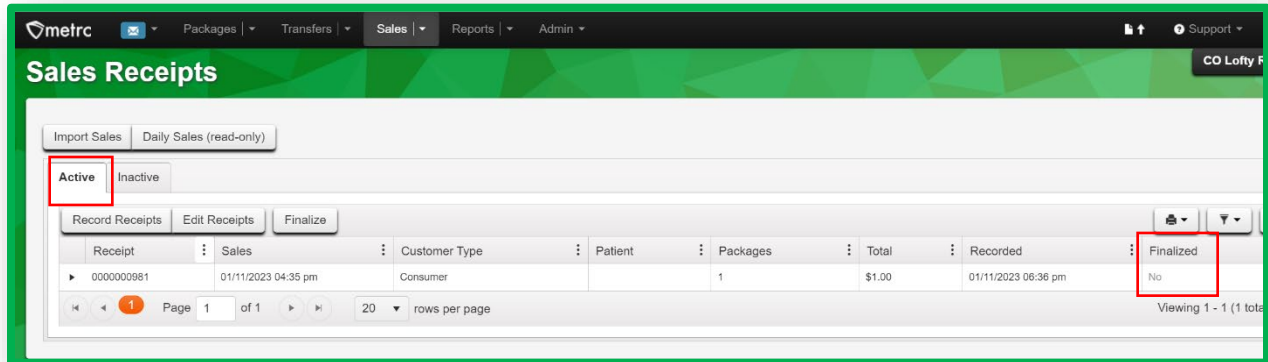 metrc Packages Transfers Sales Reports Admin Support
Sales Receipts CO Lofty
Import Sales Daily Sales (read-only)
Active Inactive
Record Receipts Edit Receipts Finalize
Receipt Sales Customer Type Patient Packages Total Recorded Finalized
0000000981 01/11/2023 04:35 pm Consumer 1 $1.00 01/11/2023 06:36 pm No
1 Page 1 of 1 20 rows per page Viewing 1 - 1 (1